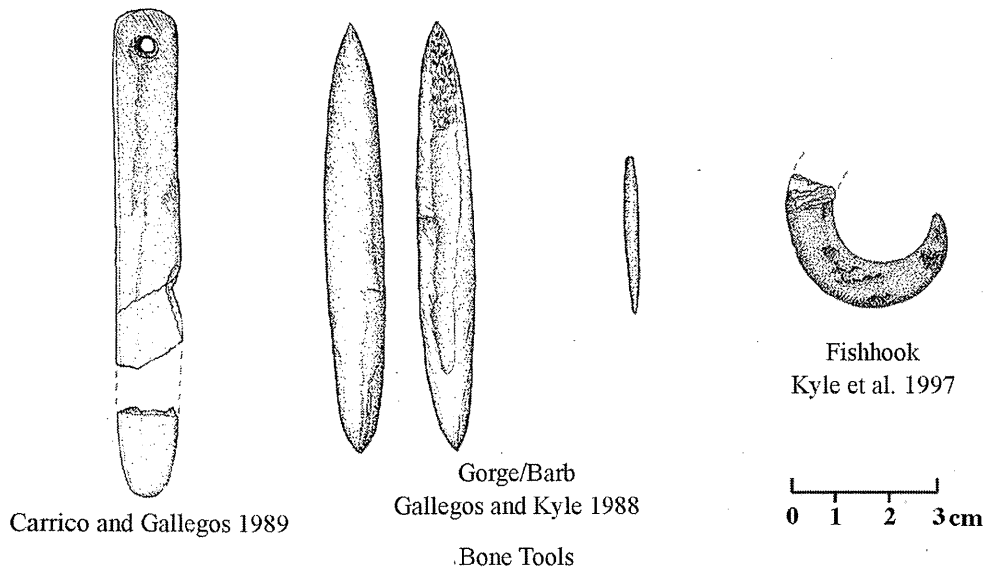 Carrico and Gallegos 1989
Gorge/Barb
Gallegos and Kyle 1988
Bone Tools
Fishhook
Kyle et al. 1997
0 1 2 3 cm